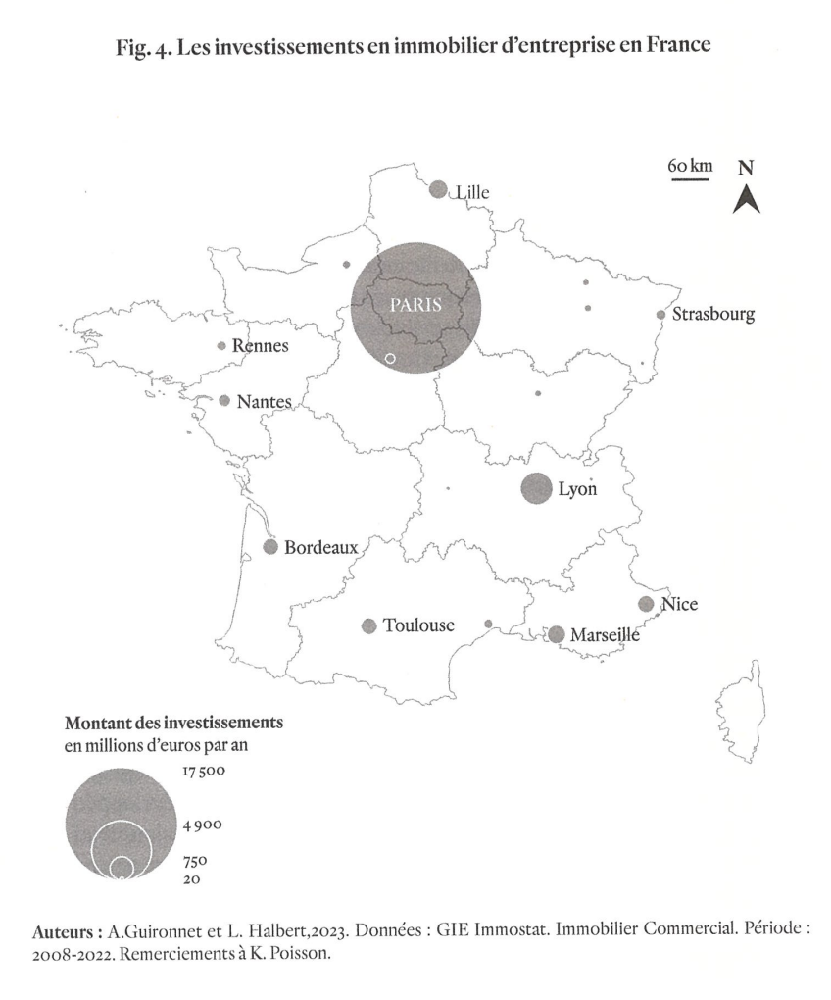 Fig. 4. Les investissements en immobilier d'entreprise en France
60 km
N
Lille
PARIS
Strasbourg
Rennes
Nantes
Lyon
Bordeaux
Nice
Toulouse
Marseille
Montant des investissements
en millions d'euros par an
17 500
4 900
750
20
Auteurs : A.Guironnet et L. Halbert,2023. Données : GIE Immostat. Immobilier Commercial. Période :
2008-2022. Remerciements à K. Poisson.